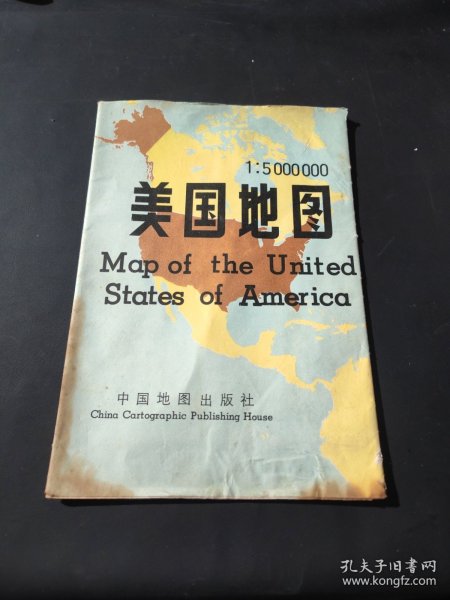 1:5000000
美国地图
Map of the United
States of America
中国地图出版社
China Cartographic Publishing House
孔夫子旧书网
www.kongfz.com